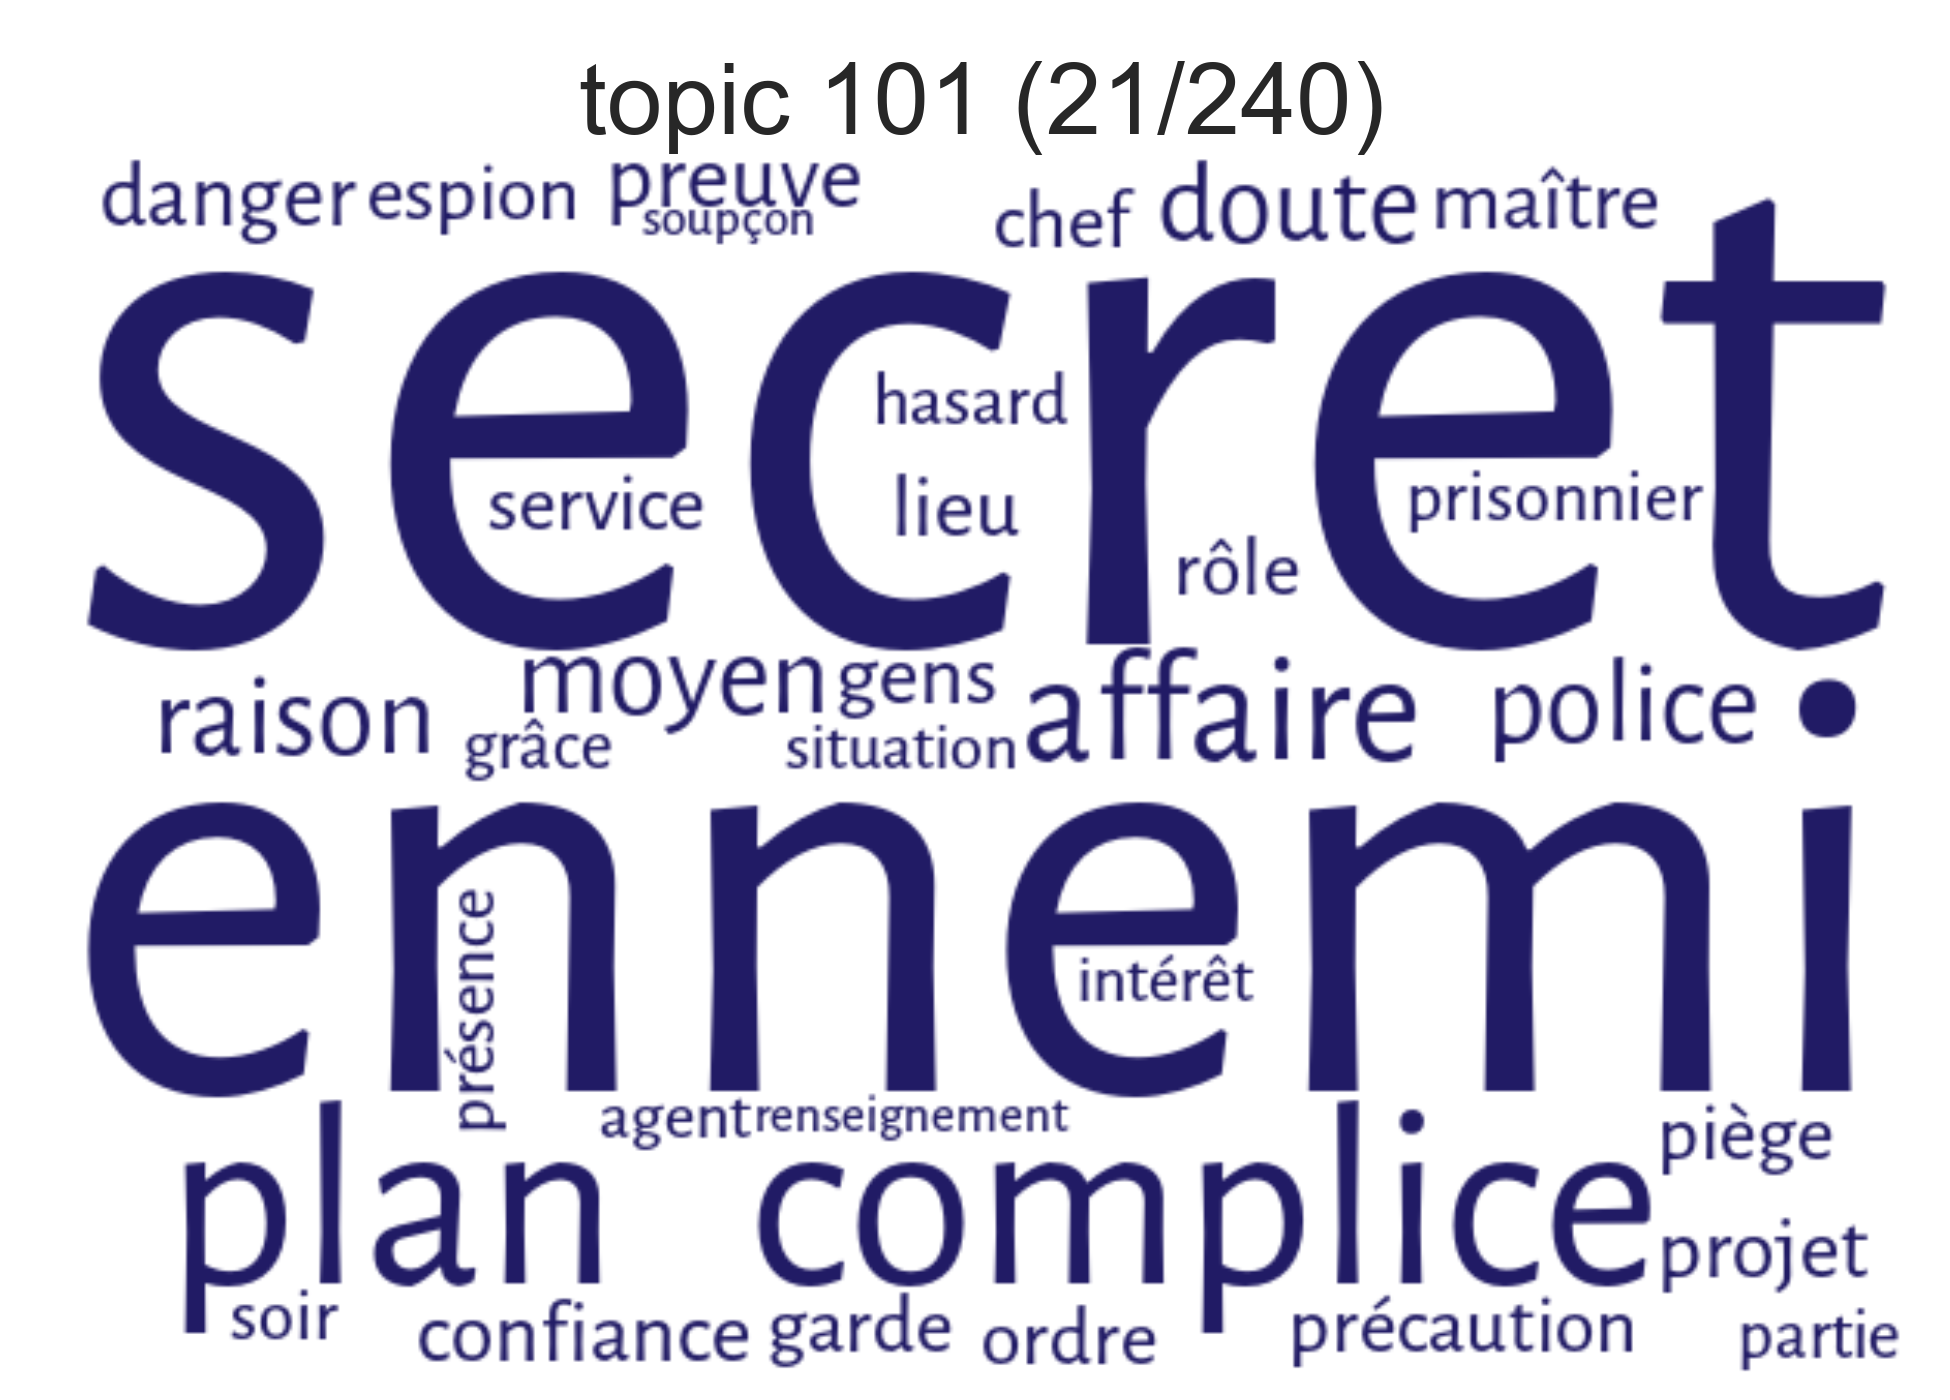 topic 101 (21/240)
danger espion preuve chef doute maître
soupçon
secret
hasard
service lieu prisonnier
rôle
raison moyen gens affaire police
grâce situation
ennemi
présence intérêt
agent renseignement piège
plan complice
projet
soir confiance garde ordre précaution partie